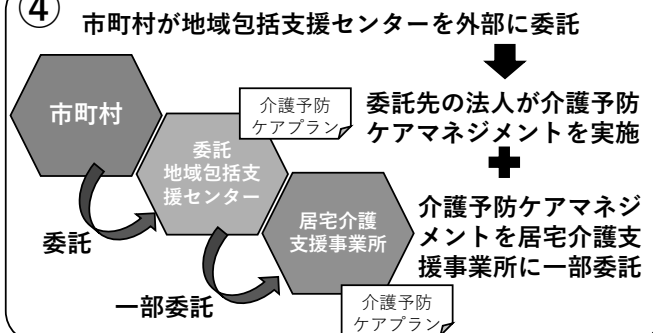 ④
市町村が地域包括支援センターを外部に委託
市町村
介護予防
ケアプラン
委託先の法人が介護予防
ケアマネジメントを実施
委託
地域包括支
援センター
委託
居宅介護
支援事業所
介護予防ケアマネジ
メントを居宅介護支
援事業所に一部委託
一部委託
介護予防
ケアプラン